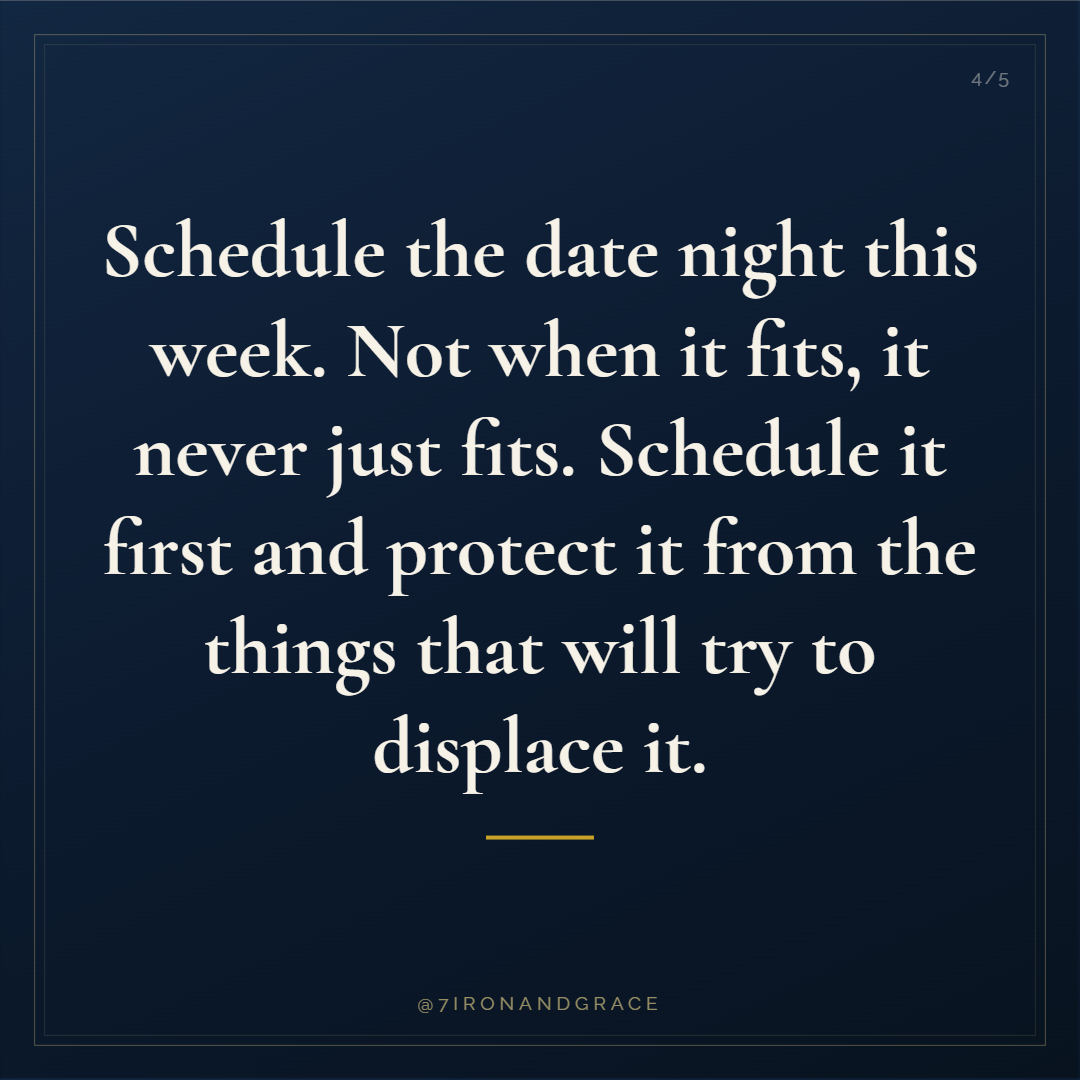 4/5
Schedule the date night this
week. Not when it fits, it
never just fits. Schedule it
first and protect it from the
things that will try to
displace it.
@7IRONANDGRACE